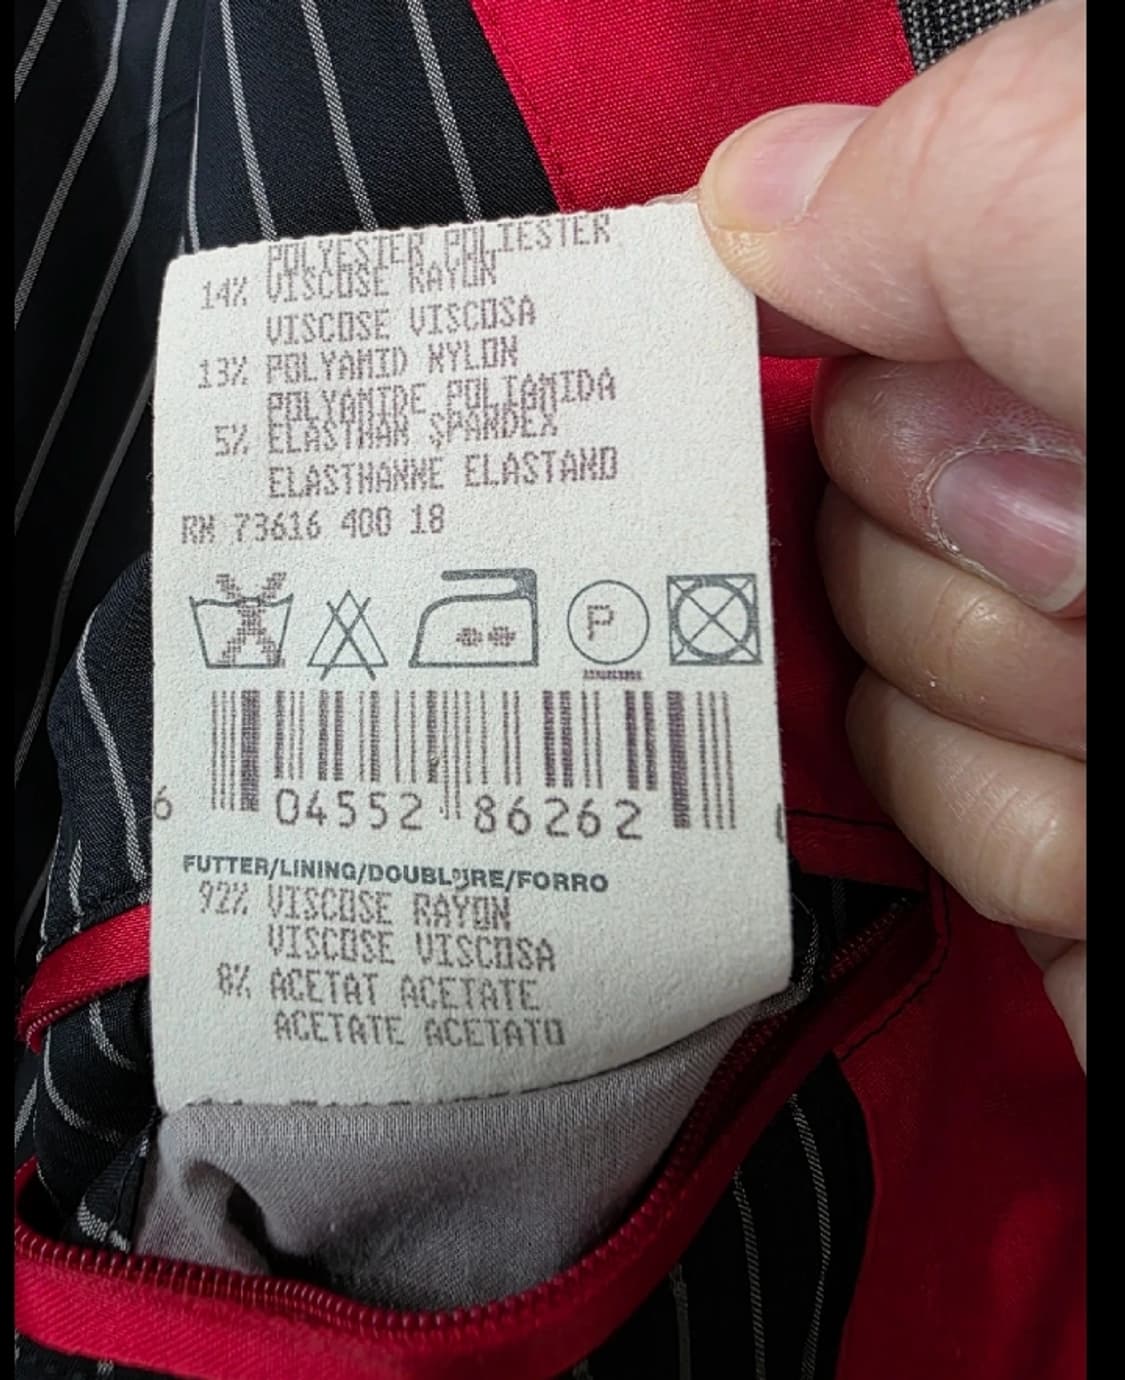 POLYESTER POLIESTER
14% VISCOSE RAYON
VISCOSE VISCOSA
13% POLYAMID NYLON
POLYAMIDE POLIAMIDA
5% ELASTHAN SPANDEX
ELASTHANNE ELASTANO
RN 73616 400 18
P
6 04552 86262
FUTTER/LINING/DOUBLURE/FORRO
92% VISCOSE RAYON
VISCOSE VISCOSA
8% ACETAT ACETATE
ACETATE ACETATO